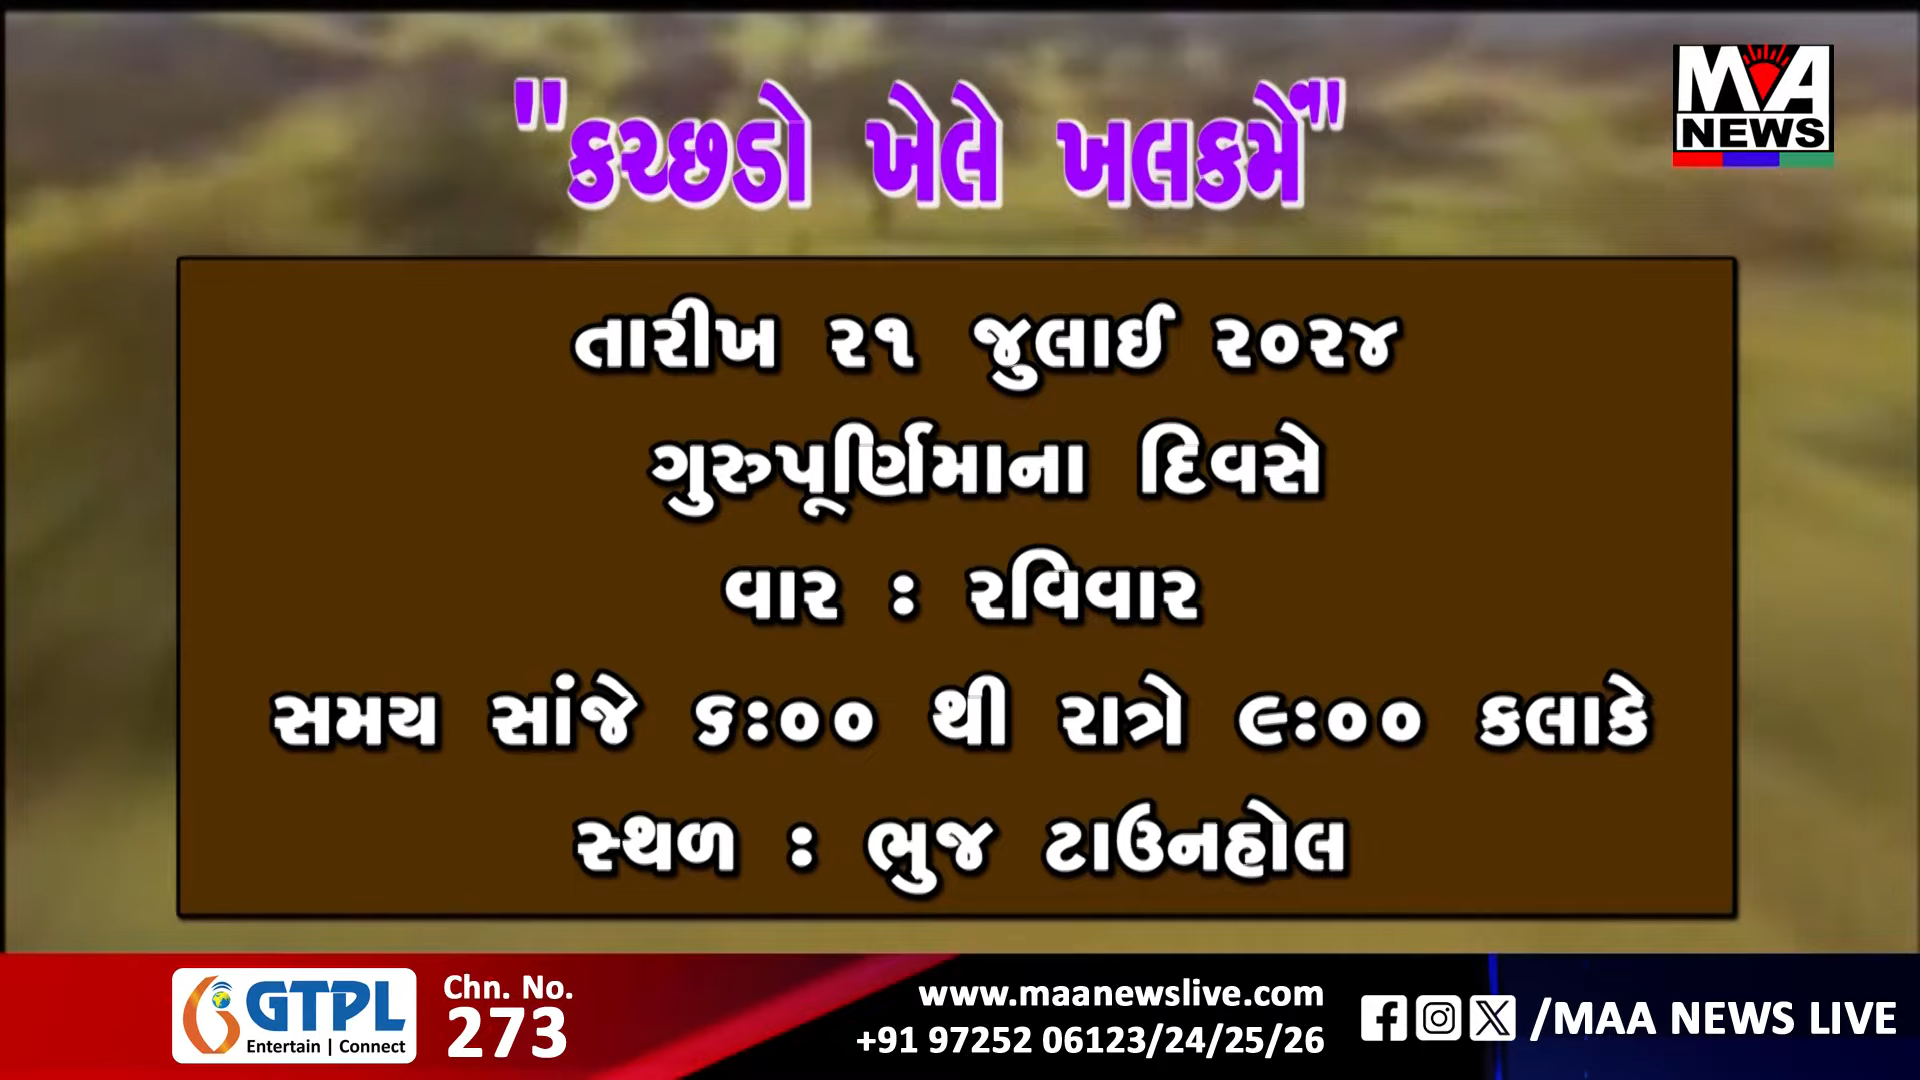 "કચ્છડો ખેલે ખલકમેં"
MAA
NEWS
તારીખ ૨૧ જુલાઈ ૨૦૨૪
ગુરુપૂર્ણિમાના દિવસે
વાર : રવિવાર
સમય સાંજે ૬:૦૦ થી રાત્રે ૯:૦૦ કલાકે
સ્થળ : ભુજ ટાઉનહોલ
GTPL
Entertain | Connect
Chn. No.
273
www.maanewslive.com
+91 97252 06123/24/25/26
/MAA NEWS LIVE